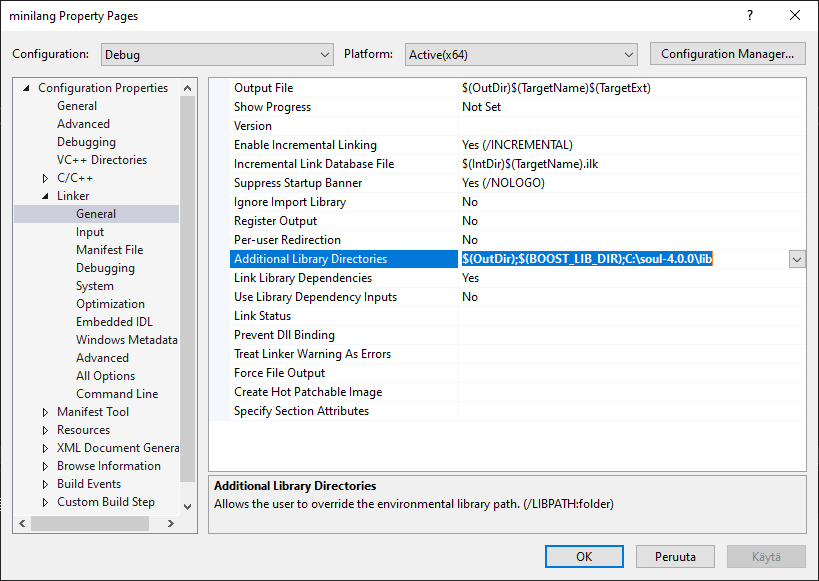 minilang Property Pages
?
Configuration: Debug Platform: Active(x64) Configuration Manager...
Configuration Properties
General
Advanced
Debugging
VC++ Directories
C/C++
Linker
General
Input
Manifest File
Debugging
System
Optimization
Embedded IDL
Windows Metadata
Advanced
All Options
Command Line
Manifest Tool
Resources
XML Document Genera
Browse Information
Build Events
Custom Build Step
Output File $(OutDir)$(TargetName)$(TargetExt)
Show Progress Not Set
Version
Enable Incremental Linking Yes (/INCREMENTAL)
Incremental Link Database File $(IntDir)$(TargetName).ilk
Suppress Startup Banner Yes (/NOLOGO)
Ignore Import Library No
Register Output No
Per-user Redirection No
Additional Library Directories $(OutDir);$(BOOST_LIB_DIR);C:\soul-4.0.0\lib
Link Library Dependencies Yes
Use Library Dependency Inputs No
Link Status
Prevent Dll Binding
Treat Linker Warning As Errors
Force File Output
Create Hot Patchable Image
Specify Section Attributes
Additional Library Directories
Allows the user to override the environmental library path. (/LIBPATH:folder)
OK Peruuta Käytä